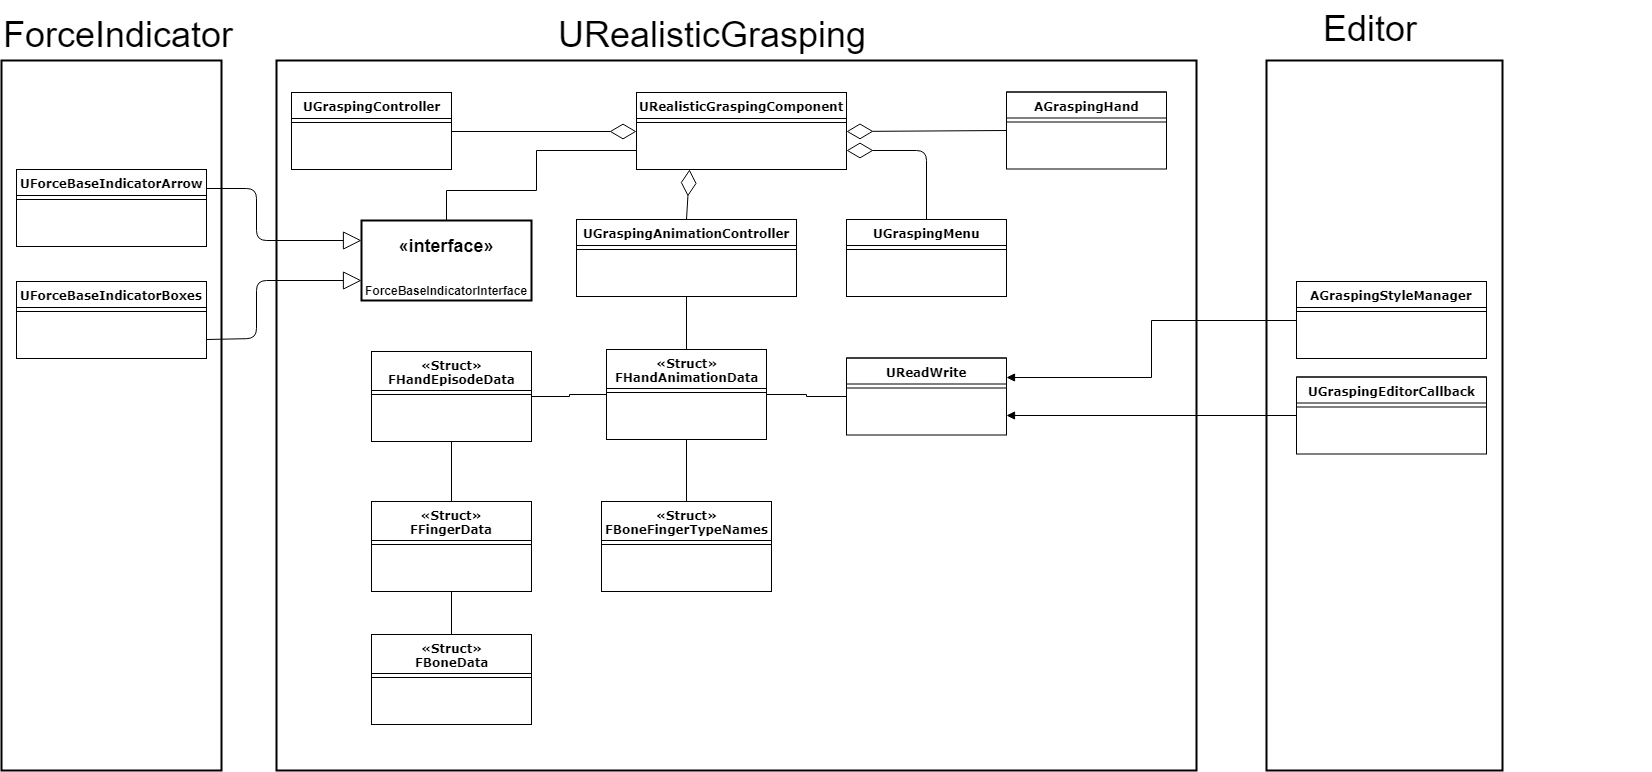 ForceIndicator
URealisticGrasping
Editor
UGraspingController
URealisticGraspingComponent
AGraspingHand
UForceBaseIndicatorArrow
«interface»
ForceBaseIndicatorInterface
UGraspingAnimationController
UGraspingMenu
UForceBaseIndicatorBoxes
AGraspingStyleManager
«Struct»
FHandEpisodeData
«Struct»
FHandAnimationData
UReadWrite
UGraspingEditorCallback
«Struct»
FFingerData
«Struct»
FBoneFingerTypeNames
«Struct»
FBoneData